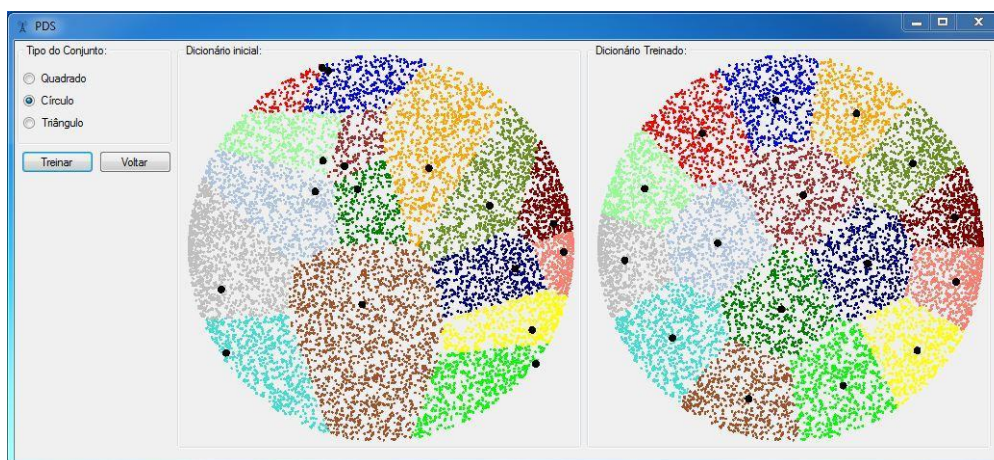 PDS
Tipo do Conjunto:
Quadrado
Círculo
Triângulo
Treinar
Voltar
Dicionário inicial:
Dicionário Treinado: